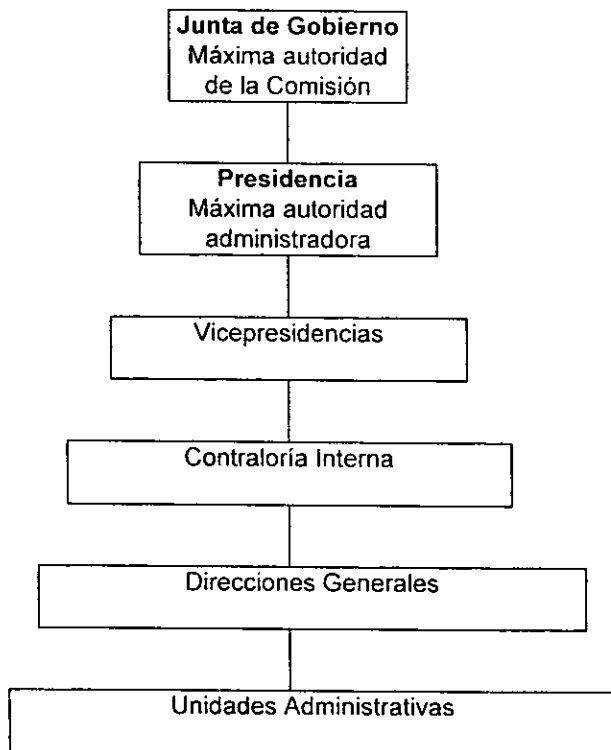 Junta de Gobierno
Máxima autoridad
de la Comisión
Presidencia
Máxima autoridad
administradora
Vicepresidencias
Contraloría Interna
Direcciones Generales
Unidades Administrativas